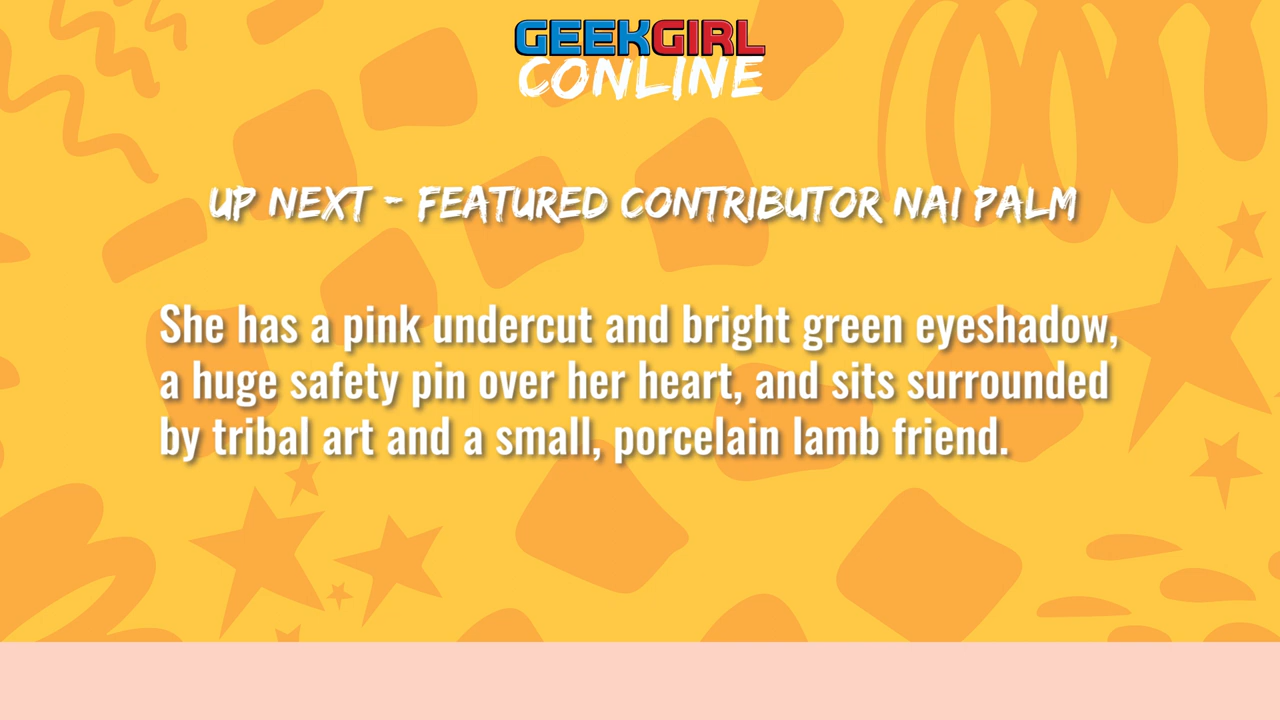 GEEKGIRL
CONLINE
UP NEXT - FEATURED CONTRIBUTOR NAI PALM
She has a pink undercut and bright green eyeshadow,
a huge safety pin over her heart, and sits surrounded
by tribal art and a small, porcelain lamb friend.